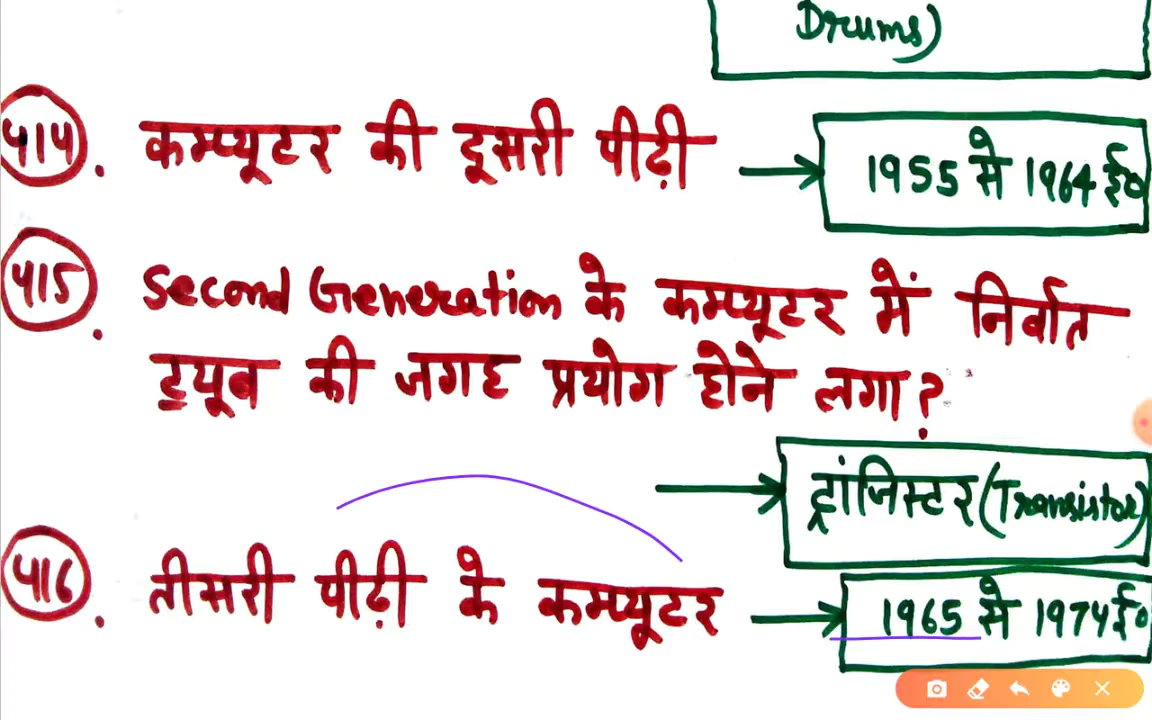 Drums)
414. कम्प्यूटर की दूसरी पीढ़ी → 1955 से 1964 ई०
415. Second Generation के कम्प्यूटर में निर्वात
ट्यूब की जगह प्रयोग होने लगा?
→ ट्रांजिस्टर (Transistor)
416. तीसरी पीढ़ी के कम्प्यूटर → 1965 से 1974 ई०